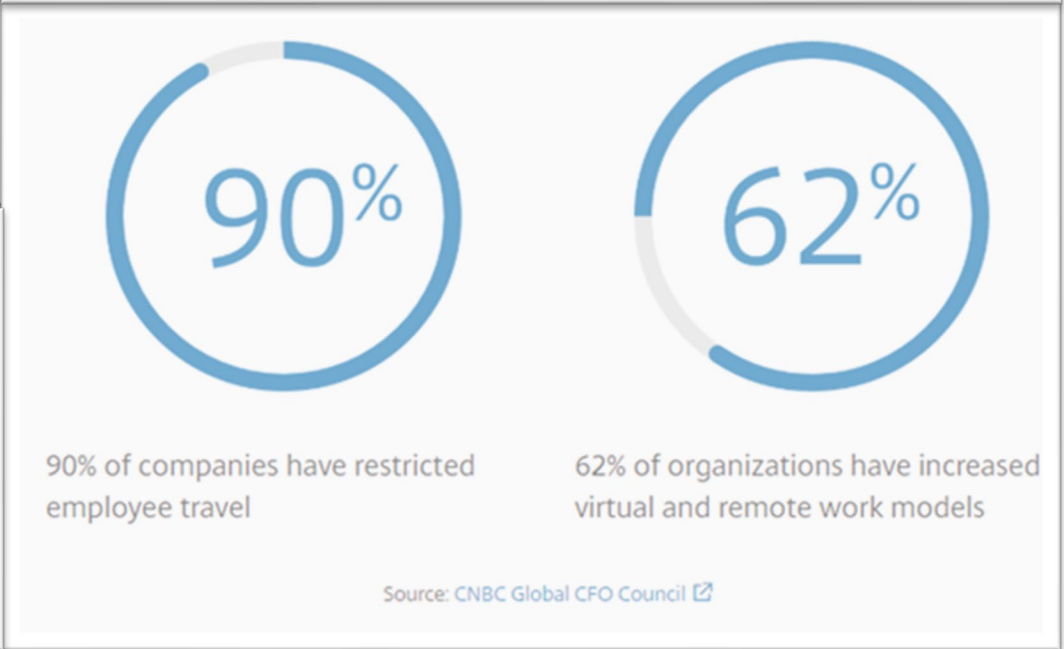 90%
62%
90% of companies have restricted
employee travel
62% of organizations have increased
virtual and remote work models
Source: CNBC Global CFO Council